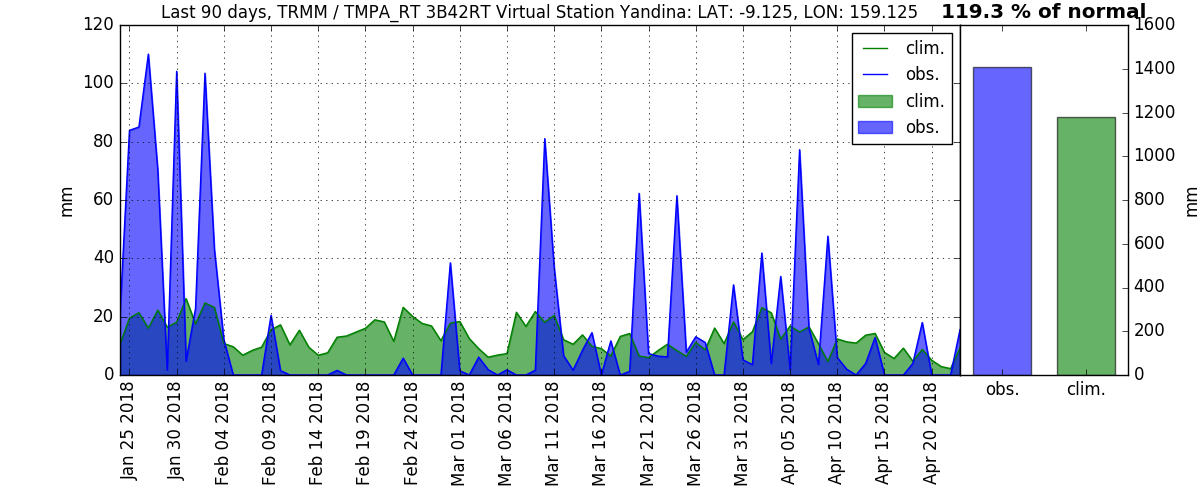 Last 90 days, TRMM / TMPA_RT 3B42RT Virtual Station Yandina: LAT: -9.125, LON: 159.125
119.3 % of normal
120
100
80
60
40
20
0
mm
clim.
obs.
clim.
obs.
1600
1400
1200
1000
800
600
400
200
0
mm
obs.
clim.
Jan 25 2018
Jan 30 2018
Feb 04 2018
Feb 09 2018
Feb 14 2018
Feb 19 2018
Feb 24 2018
Mar 01 2018
Mar 06 2018
Mar 11 2018
Mar 16 2018
Mar 21 2018
Mar 26 2018
Mar 31 2018
Apr 05 2018
Apr 10 2018
Apr 15 2018
Apr 20 2018